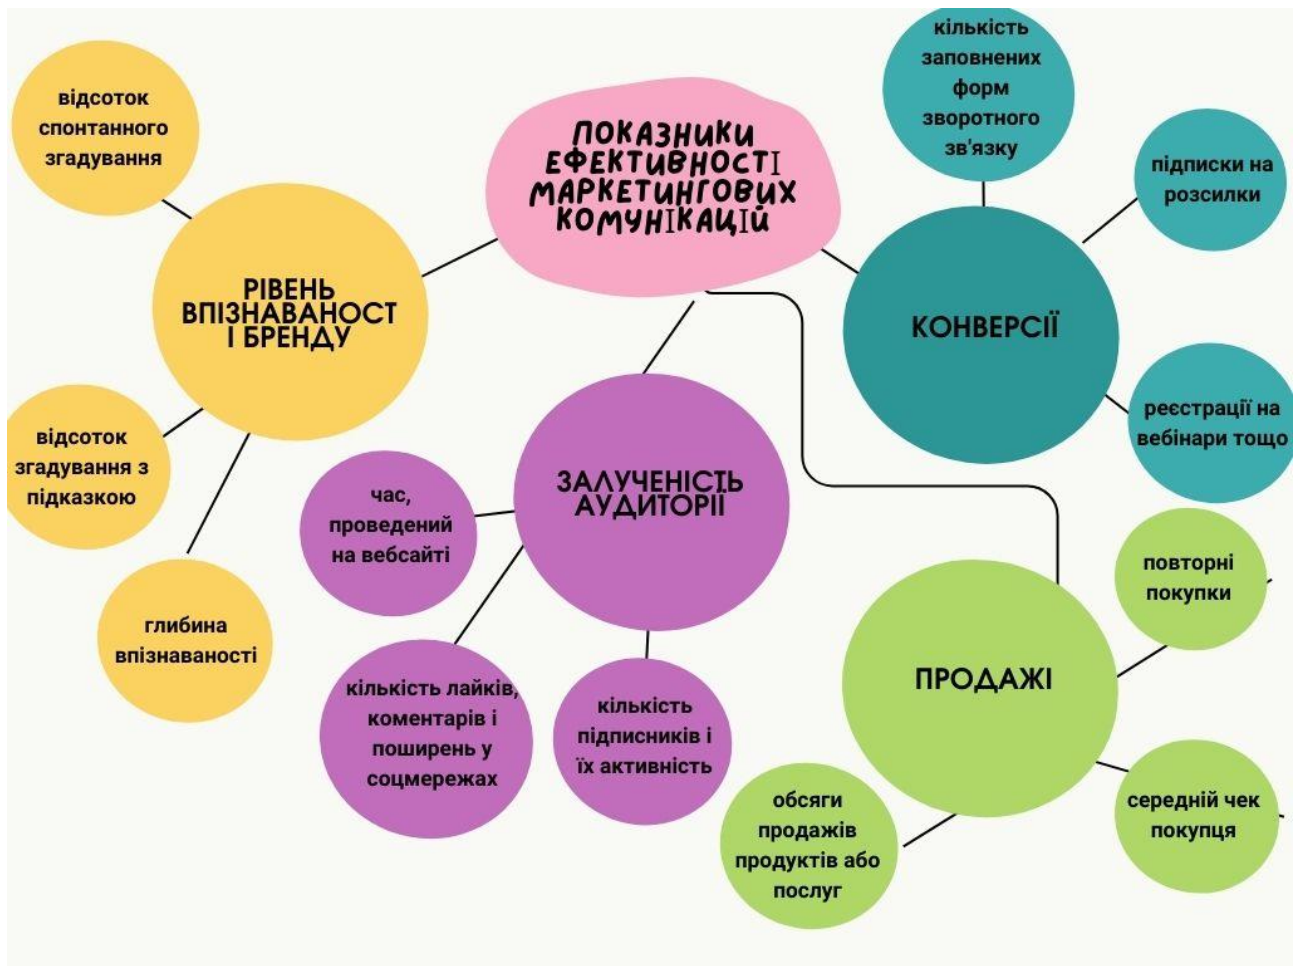 ПОКАЗНИКИ
ЕФЕКТИВНОСТІ
МАРКЕТИНГОВИХ
КОМУНІКАЦІЙ
відсоток
спонтанного
згадування
РІВЕНЬ
ВПІЗНАВАНОСТ
І БРЕНДУ
відсоток
згадування з
підказкою
глибина
впізнаваності
ЗАЛУЧЕНІСТЬ
АУДИТОРІЇ
час,
проведений
на вебсайті
кількість лайків,
коментарів і
поширень у
соцмережах
кількість
підписників і
їх активність
кількість
заповнених
форм
зворотного
зв'язку
підписки на
розсилки
КОНВЕРСІЇ
реєстрації на
вебінари тощо
повторні
покупки
ПРОДАЖІ
середній чек
покупця
обсяги
продажів
продуктів або
послуг